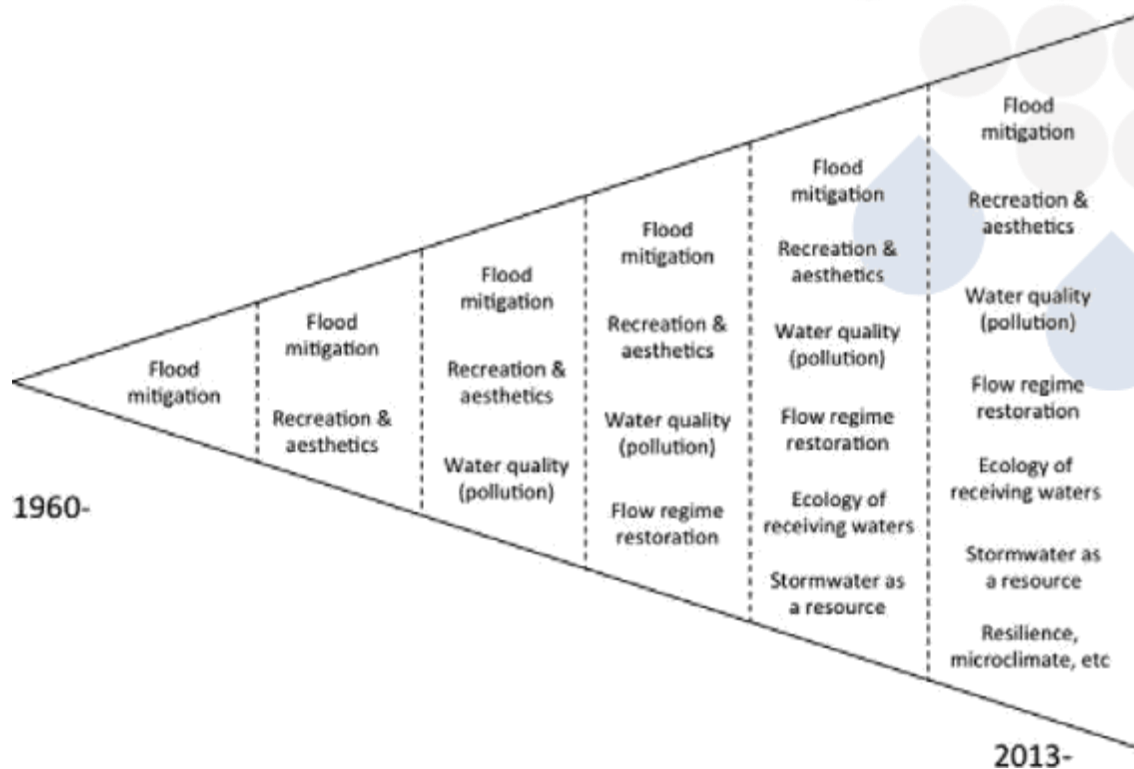 Flood
mitigation
Flood
mitigation
Recreation &
aesthetics
Flood
mitigation
Recreation &
aesthetics
Water quality
(pollution)
Flood
mitigation
Recreation &
aesthetics
Water quality
(pollution)
Flow regime
restoration
Flood
mitigation
Recreation &
aesthetics
Water quality
(pollution)
Flow regime
restoration
Ecology of
receiving waters
Stormwater as
a resource
Flood
mitigation
Recreation &
aesthetics
Water quality
(pollution)
Flow regime
restoration
Ecology of
receiving waters
Stormwater as
a resource
Resilience,
microclimate, etc
1960-
2013-